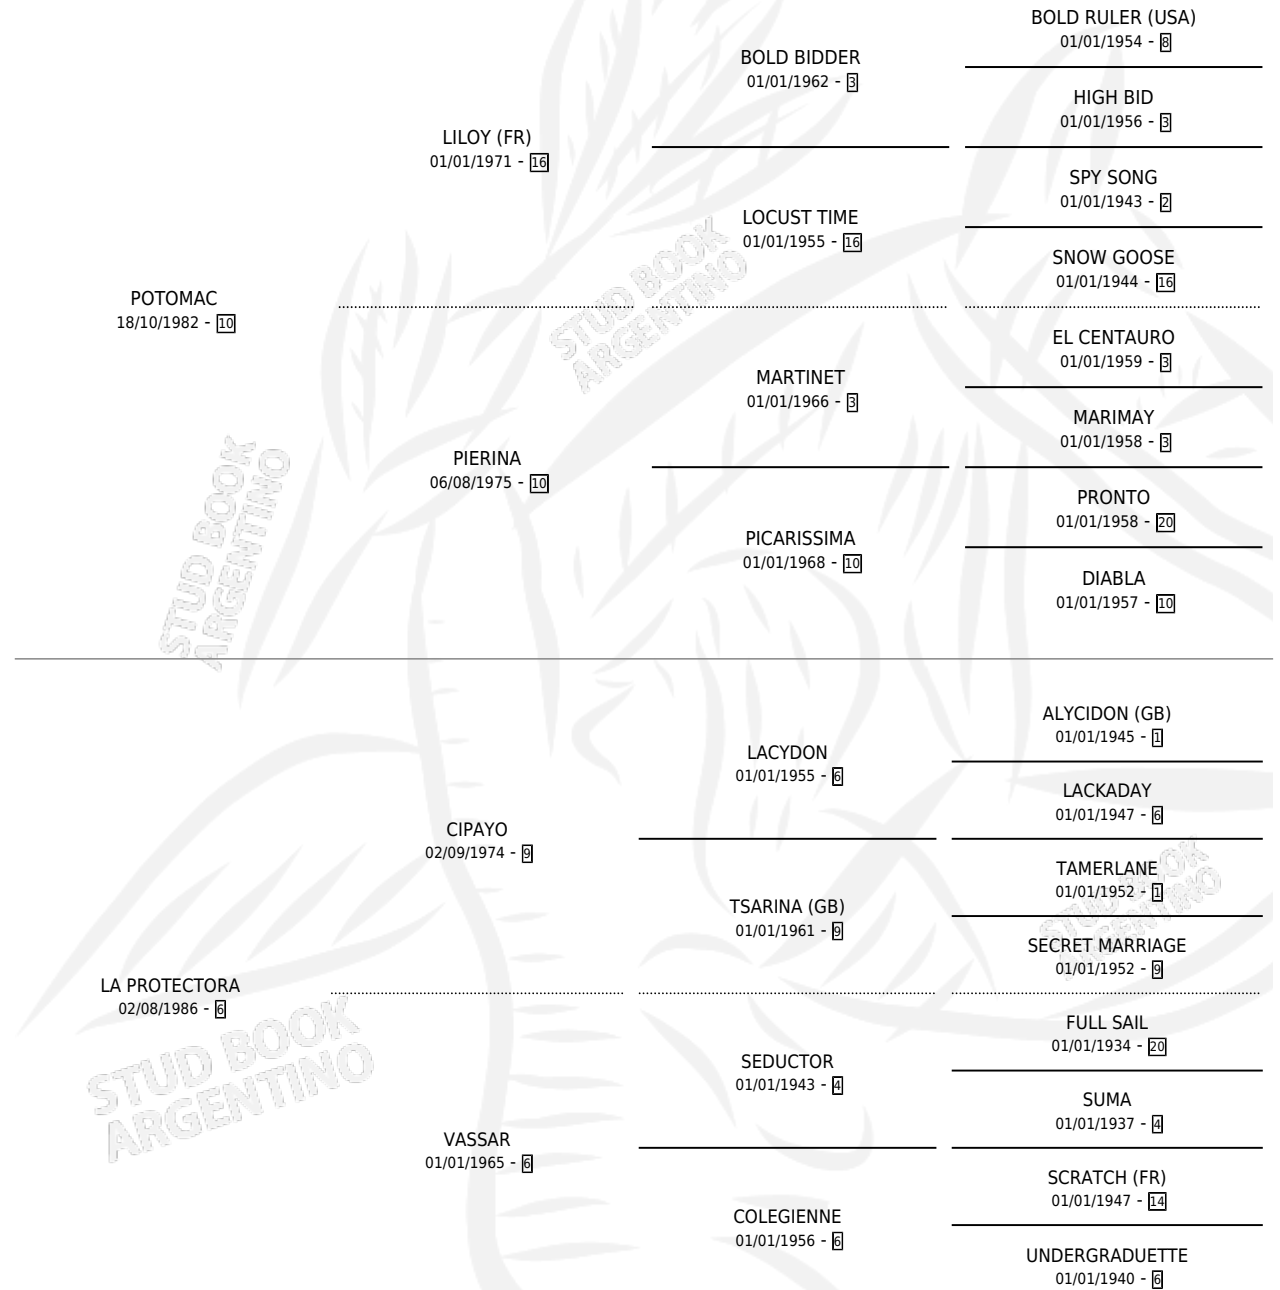 BOLD RULER (USA)
01/01/1954 - 8
BOLD BIDDER
01/01/1962 - 3
HIGH BID
01/01/1956 - 3
LILOY (FR)
01/01/1971 - 16
SPY SONG
01/01/1943 - 2
LOCUST TIME
01/01/1955 - 16
SNOW GOOSE
01/01/1944 - 16
POTOMAC
18/10/1982 - 10
EL CENTAURO
01/01/1959 - 3
MARTINET
01/01/1966 - 3
MARIMAY
01/01/1958 - 3
PIERINA
06/08/1975 - 10
PRONTO
01/01/1958 - 20
PICARISSIMA
01/01/1968 - 10
DIABLA
01/01/1957 - 10
STUD BOOK
ARGENTINO
STUD BOOK
ARGENTINO
ALYCIDON (GB)
01/01/1945 - 1
LACYDON
01/01/1955 - 6
LACKADAY
01/01/1947 - 6
CIPAYO
02/09/1974 - 9
TAMERLANE
01/01/1952 - 1
TSARINA (GB)
01/01/1961 - 9
SECRET MARRIAGE
01/01/1952 - 9
STUD BOOK
ARGENTINO
LA PROTECTORA
02/08/1986 - 6
FULL SAIL
01/01/1934 - 20
SEDUCTOR
01/01/1943 - 4
SUMA
01/01/1937 - 4
STUD BOOK
ARGENTINO
VASSAR
01/01/1965 - 6
SCRATCH (FR)
01/01/1947 - 14
COLEGIENNE
01/01/1956 - 6
UNDERGRADUETTE
01/01/1940 - 6